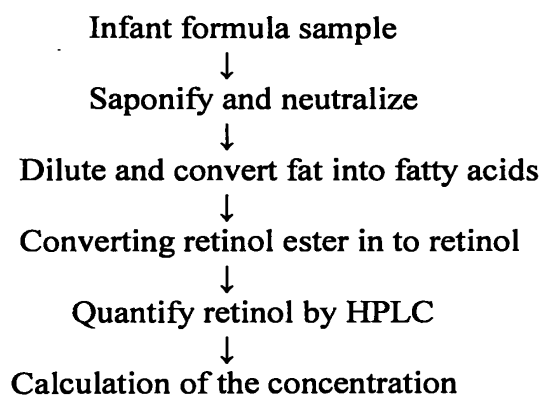 Infant formula sample
↓
Saponify and neutralize
↓
Dilute and convert fat into fatty acids
↓
Converting retinol ester in to retinol
↓
Quantify retinol by HPLC
↓
Calculation of the concentration